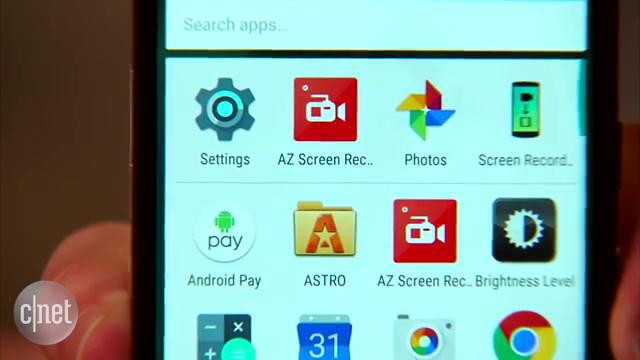 Search apps...
Settings
AZ Screen Rec..
Photos
Screen Record..
pay
Android Pay
ASTRO
AZ Screen Rec..
Brightness Level
31
c|net